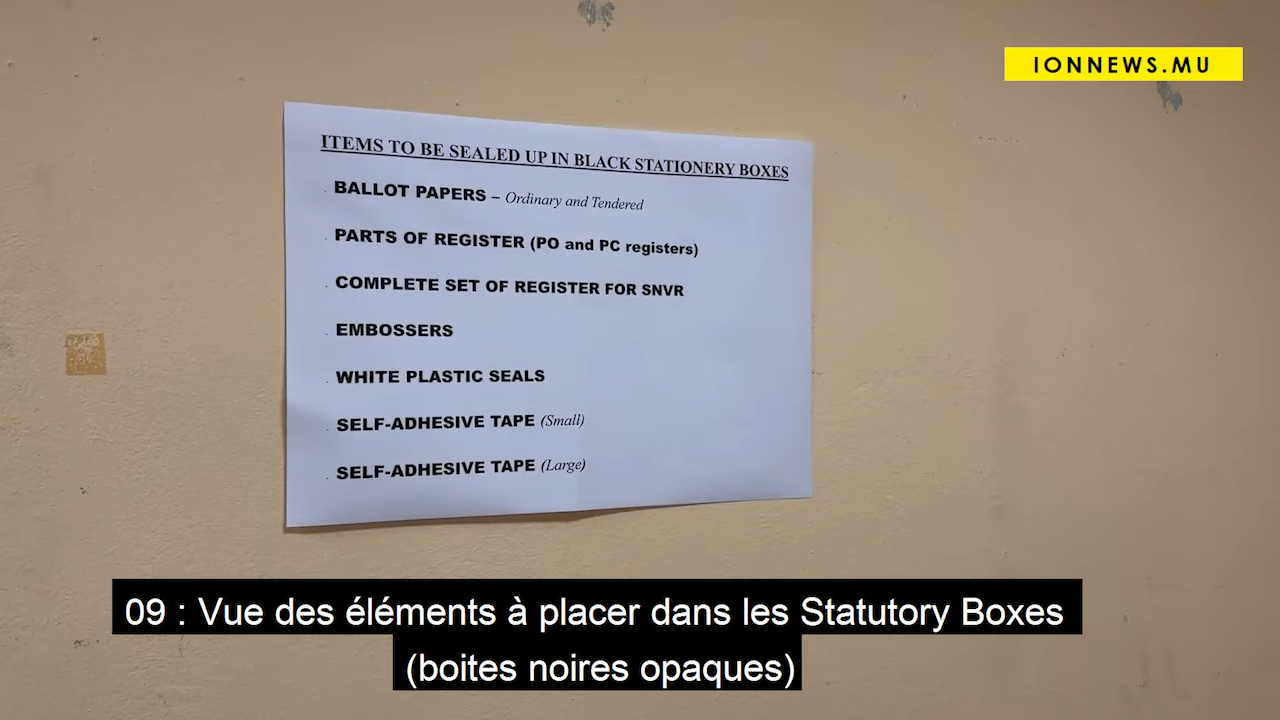 IONNEWS.MU
ITEMS TO BE SEALED UP IN BLACK STATIONERY BOXES
. BALLOT PAPERS – Ordinary and Tendered
. PARTS OF REGISTER (PO and PC registers)
. COMPLETE SET OF REGISTER FOR SNVR
. EMBOSSERS
. WHITE PLASTIC SEALS
. SELF-ADHESIVE TAPE (Small)
. SELF-ADHESIVE TAPE (Large)
09 : Vue des éléments à placer dans les Statutory Boxes
(boites noires opaques)